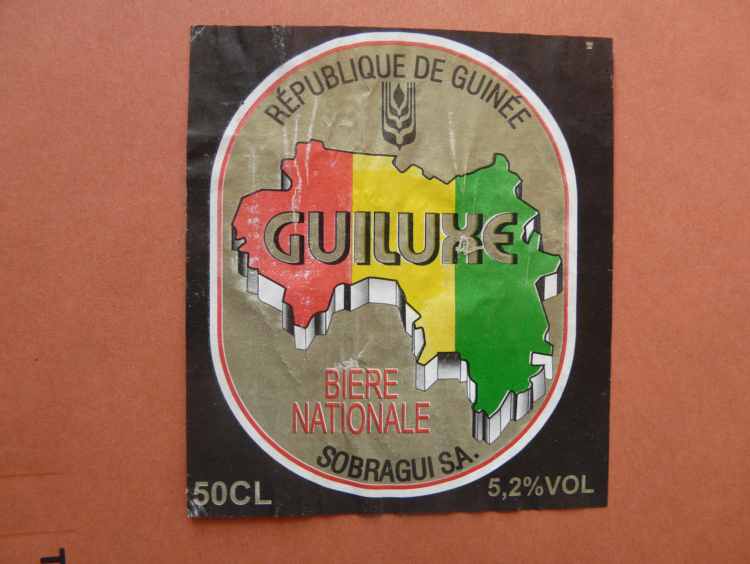 RÉPUBLIQUE DE GUINÉE
GUILUXE
BIERE
NATIONALE
SOBRAGUI S.A.
50CL
5,2%VOL
T